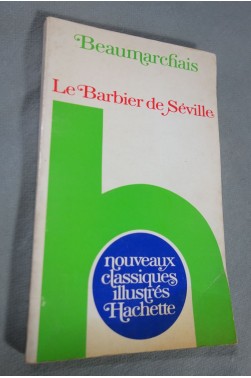 Beaumarchais
Le Barbier de Séville
nouveaux
classiques
illustrés
Hachette